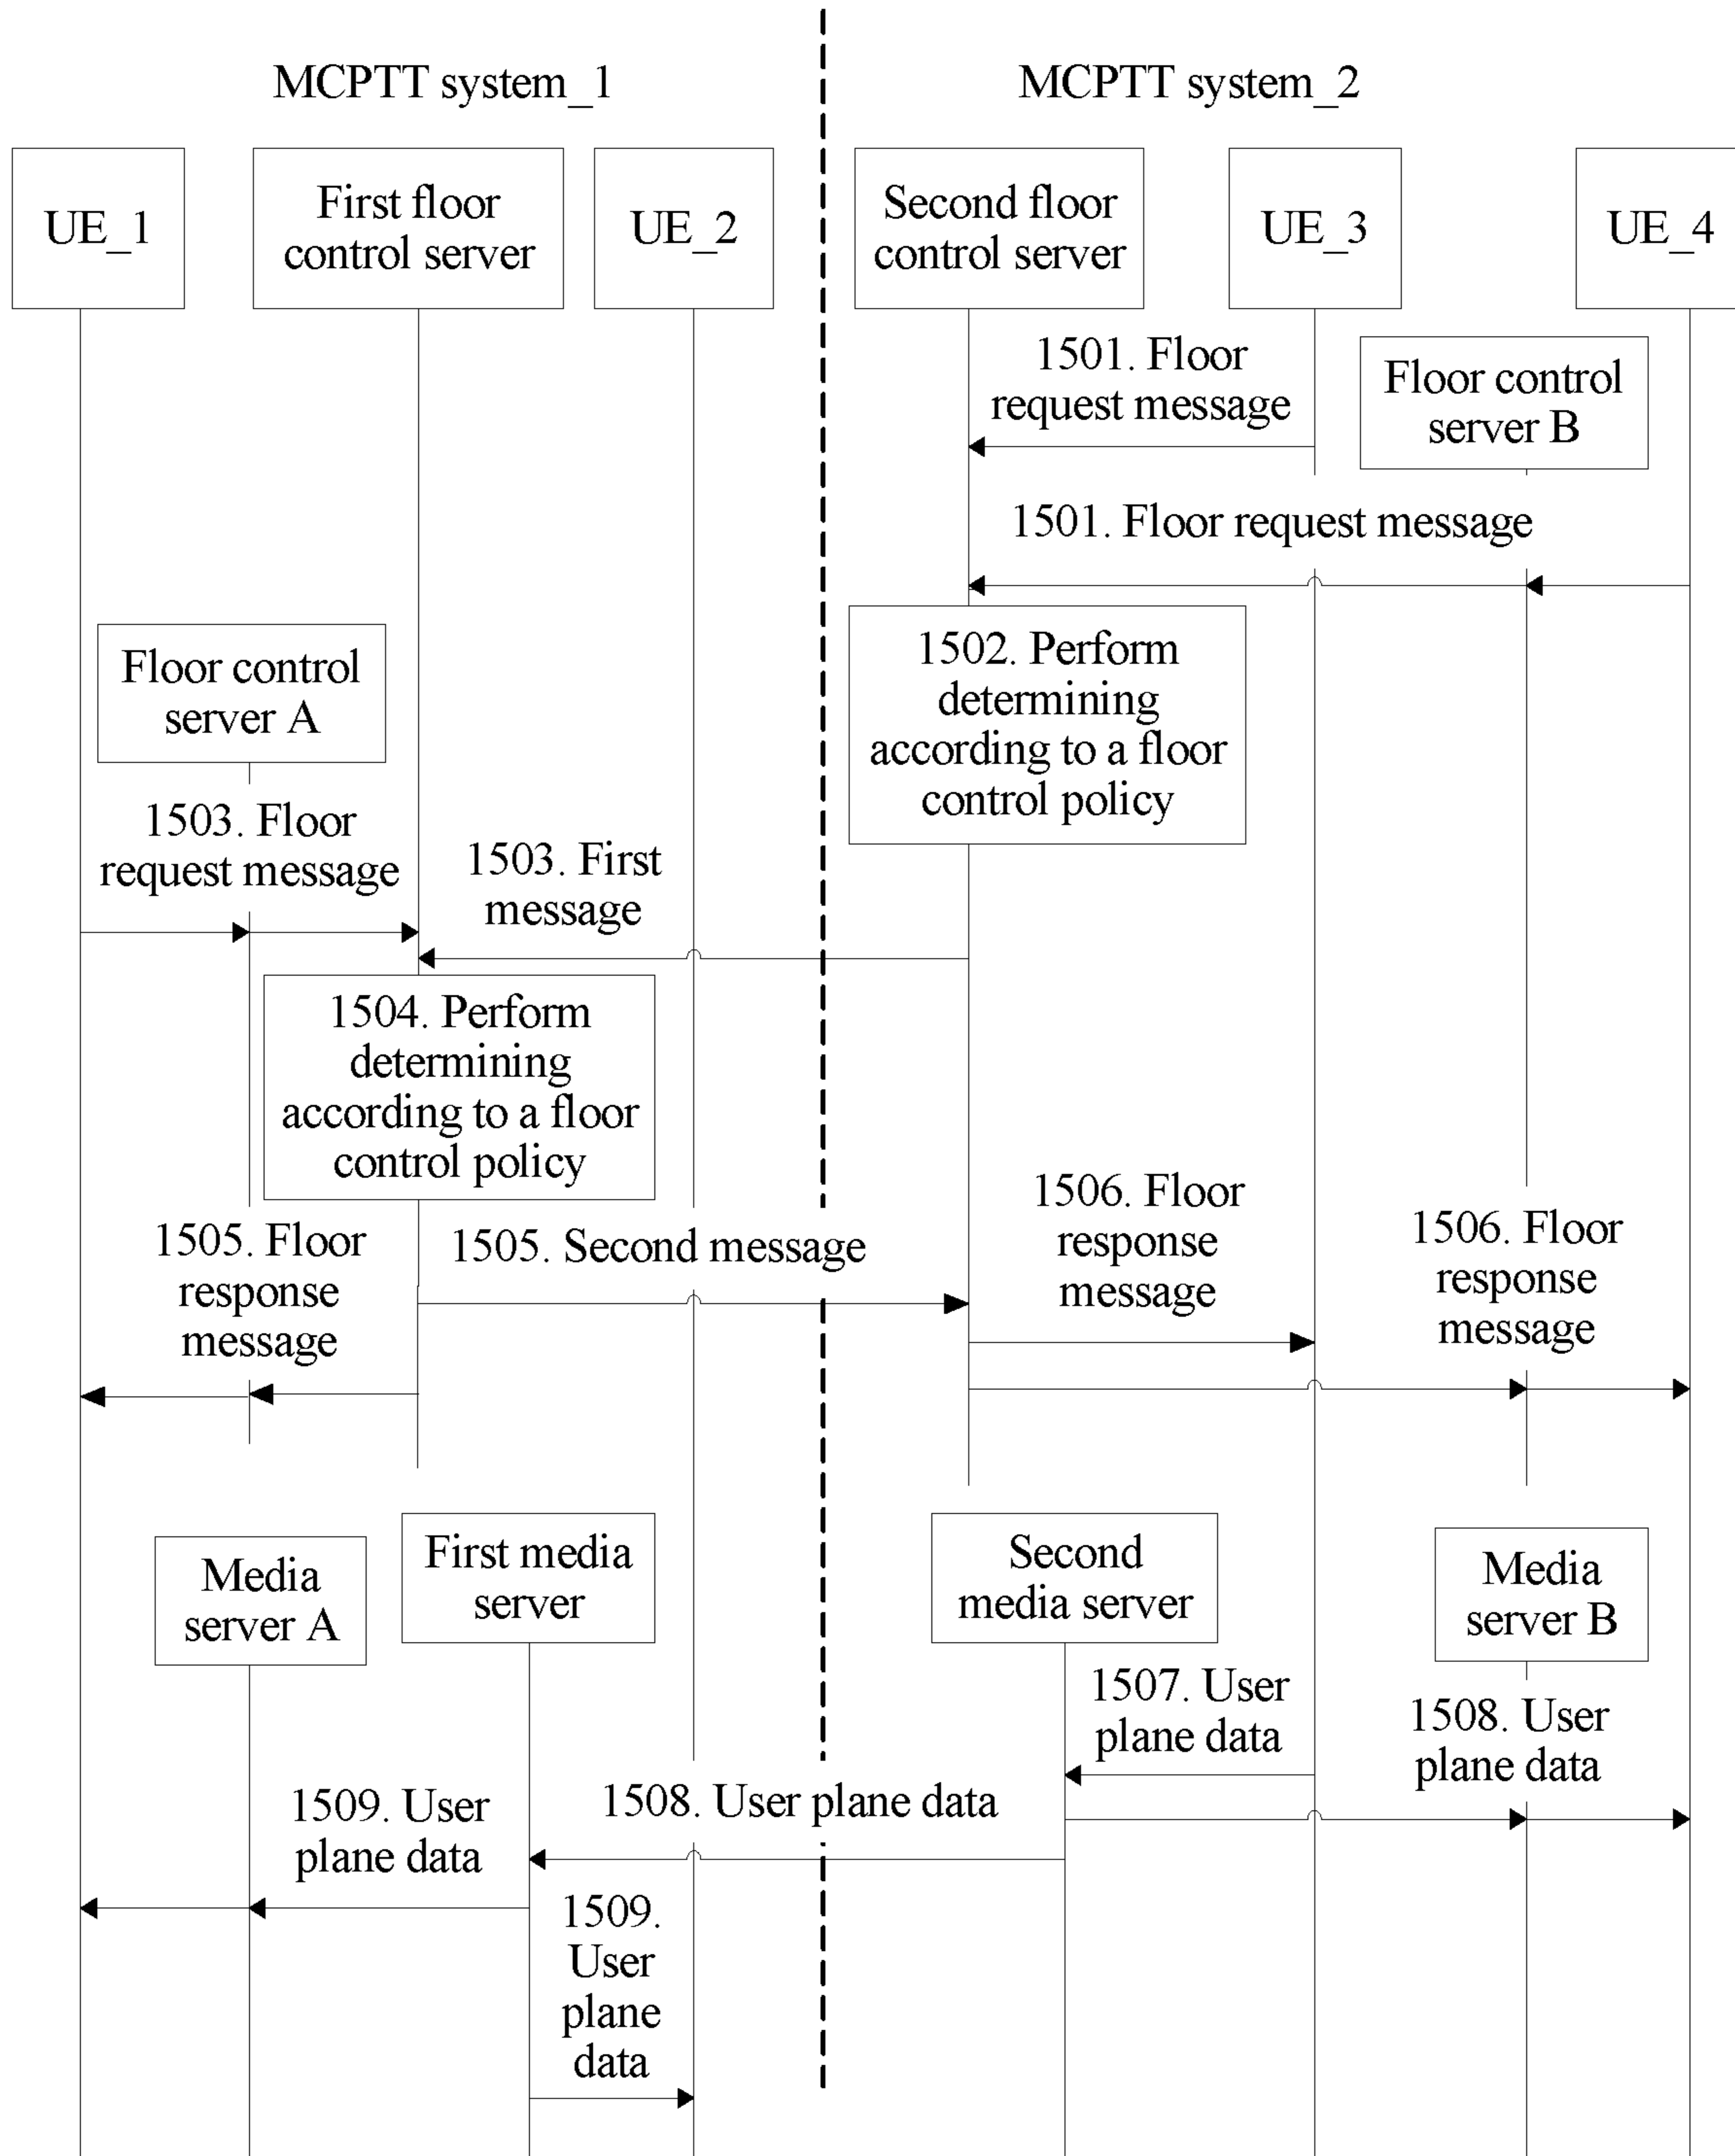 MCPTT system_1
MCPTT system_2
UE_1
First floor
control server
UE_2
Second floor
control server
UE_3
UE_4
1501. Floor
request message
Floor control
server B
1501. Floor request message
Floor control
server A
1502. Perform
determining
according to a floor
control policy
1503. Floor
request message
1503. First
message
1504. Perform
determining
according to a floor
control policy
1505. Floor
response
message
1505. Second message
1506. Floor
response
message
1506. Floor
response
message
Media
server A
First media
server
Second
media server
Media
server B
1507. User
plane data
1508. User
plane data
1508. User plane data
1509. User
plane data
1509.
User
plane
data